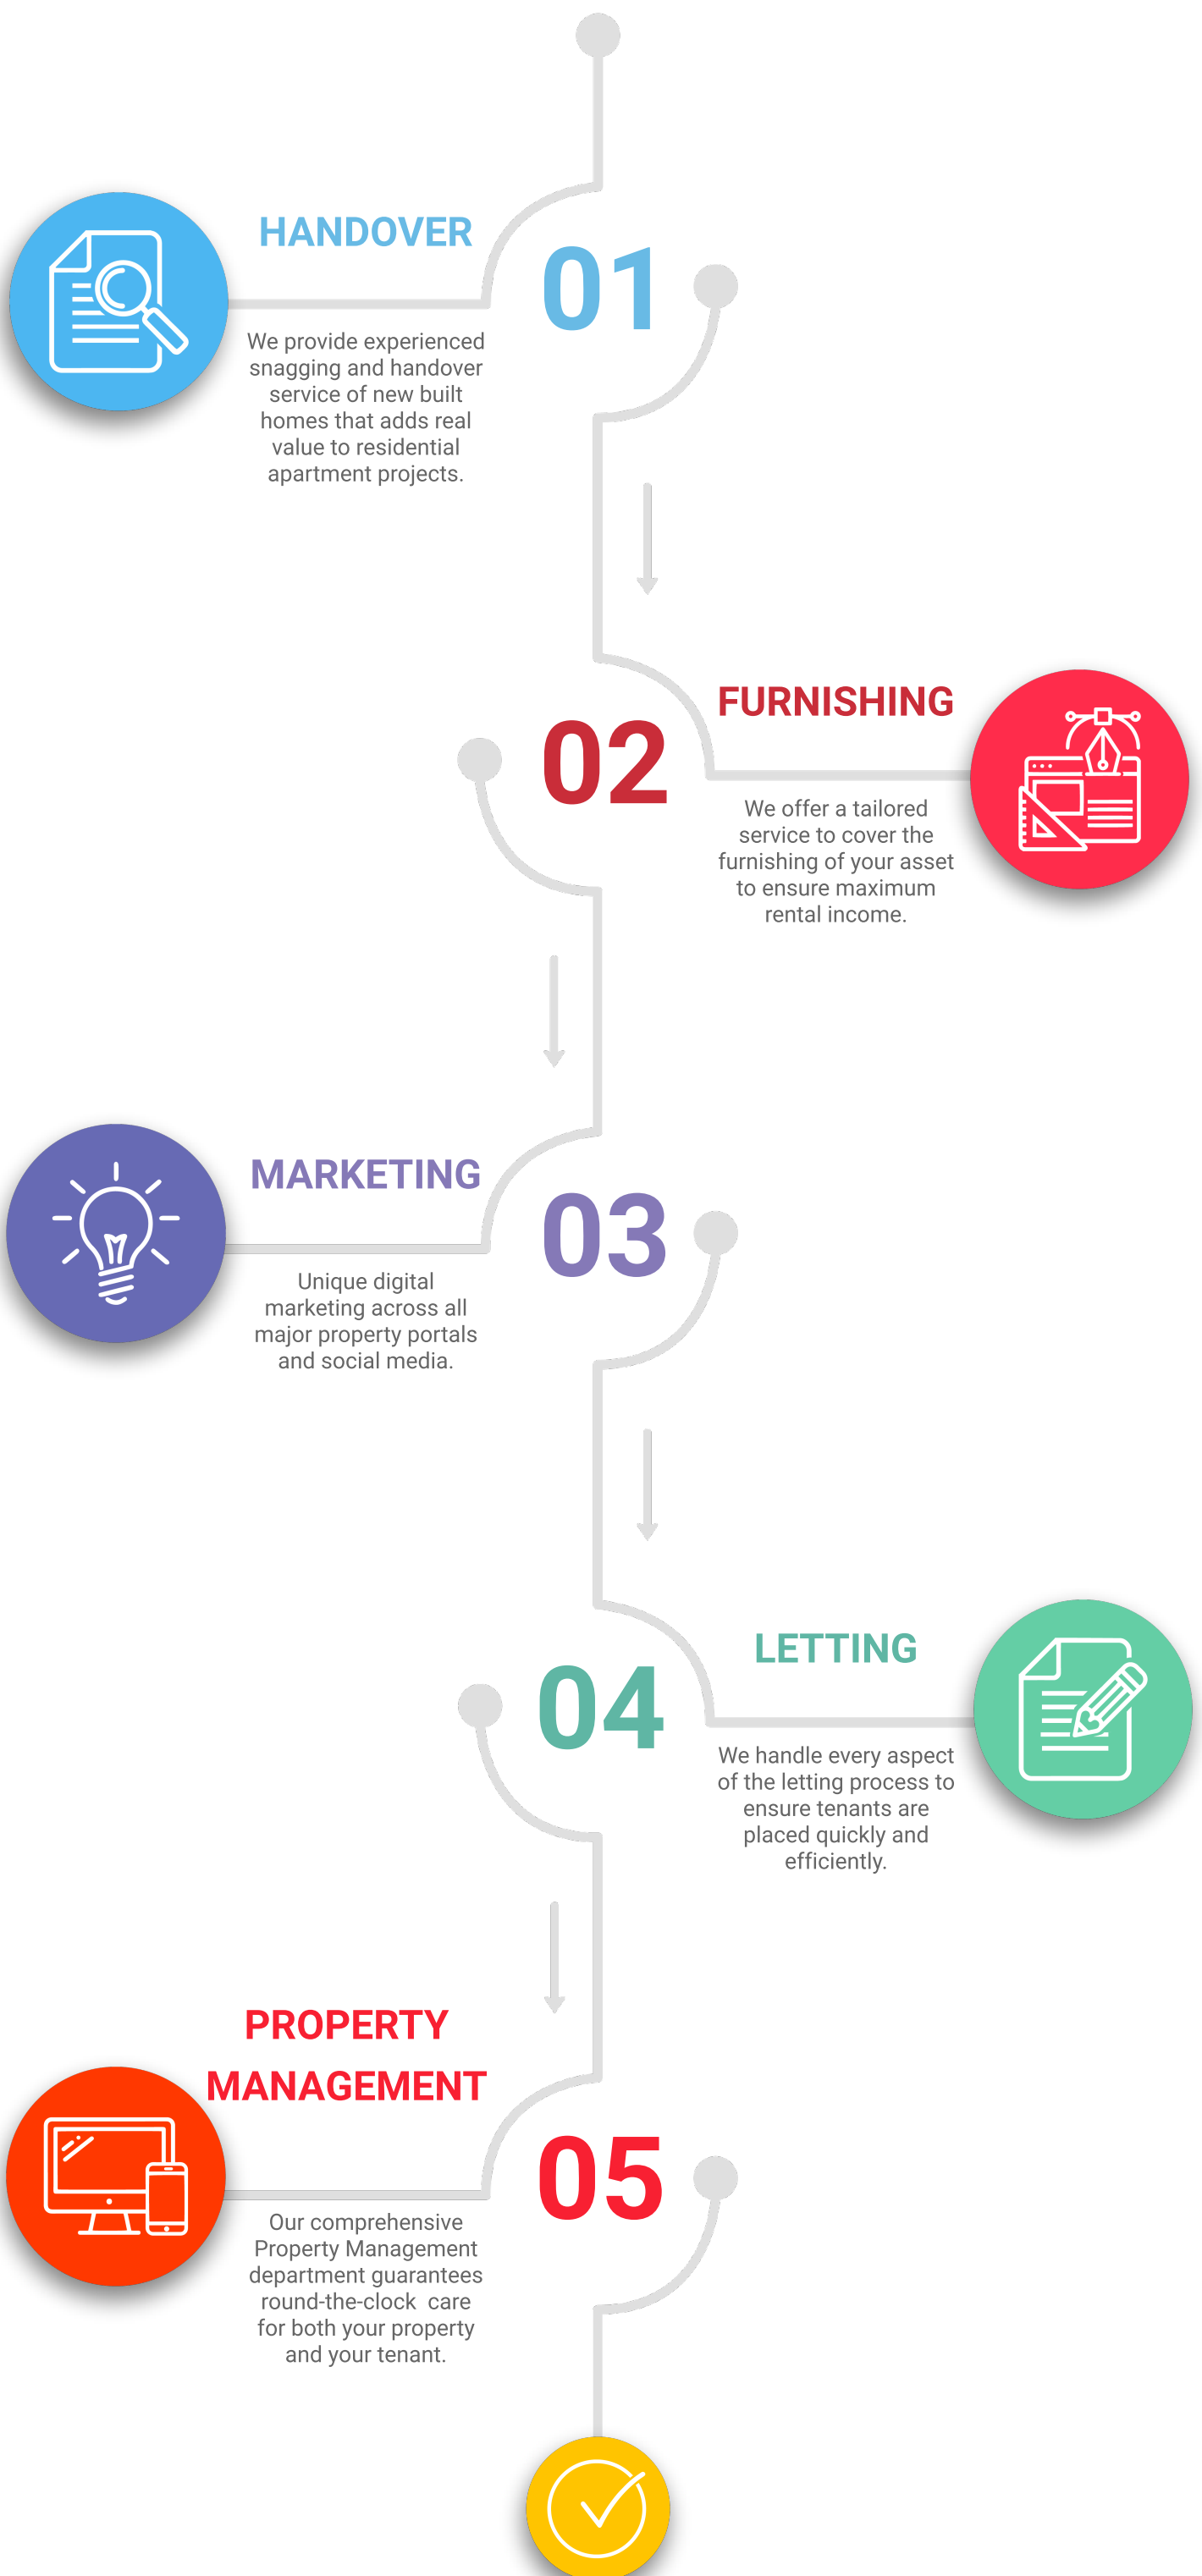 HANDOVER
01
We provide experienced
snagging and handover
service of new built
homes that adds real
value to residential
apartment projects.
FURNISHING
02
We offer a tailored
service to cover the
furnishing of your asset
to ensure maximum
rental income.
MARKETING
03
Unique digital
marketing across all
major property portals
and social media.
LETTING
04
We handle every aspect
of the letting process to
ensure tenants are
placed quickly and
efficiently.
PROPERTY
MANAGEMENT
05
Our comprehensive
Property Management
department guarantees
round-the-clock  care
for both your property
and your tenant.